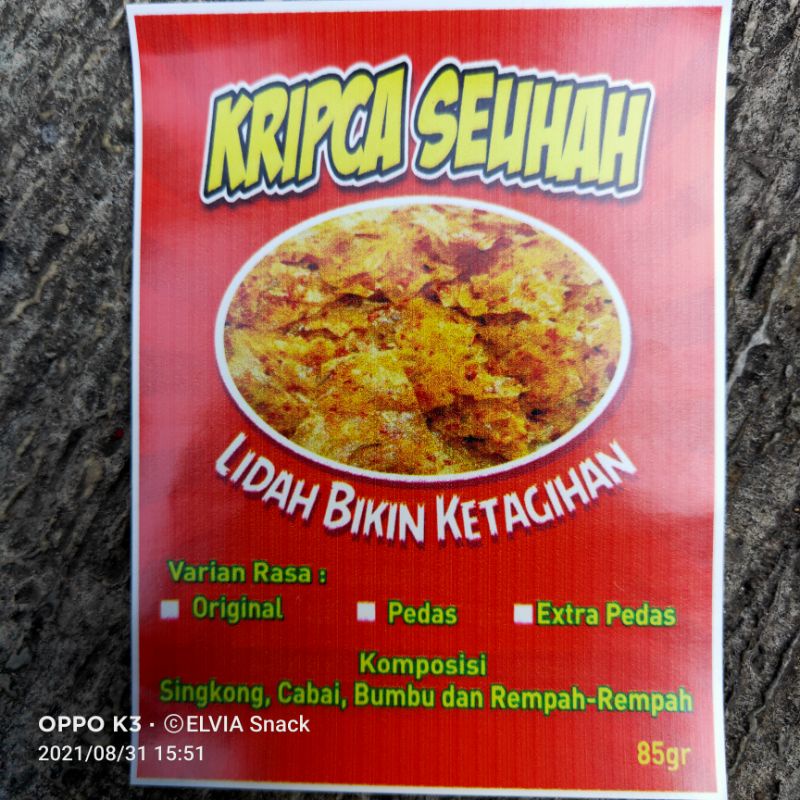 KRIPCA SEUHAH
LIDAH BIKIN KETAGIHAN
Varian Rasa :
Original Pedas Extra Pedas
Komposisi
Singkong, Cabai, Bumbu dan Rempah-Rempah
85gr
OPPO K3 · ©ELVIA Snack
2021/08/31 15:51